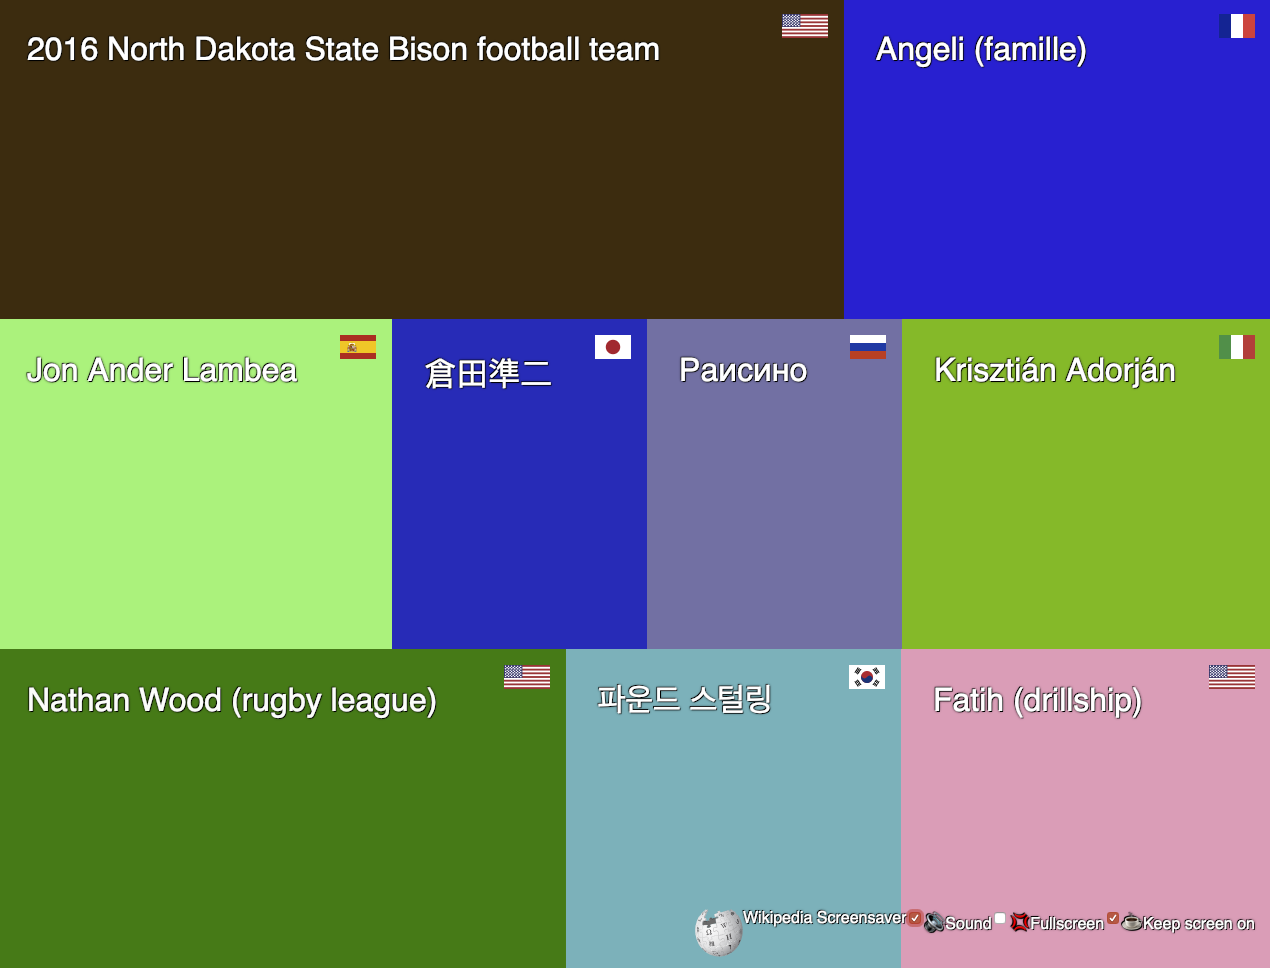 2016 North Dakota State Bison football team
Angeli (famille)
Jon Ander Lambea
倉田準二
Раисино
Krisztián Adorján
Nathan Wood (rugby league)
파운드 스털링
Fatih (drillship)
Wikipedia Screensaver
Sound
Fullscreen
Keep screen on